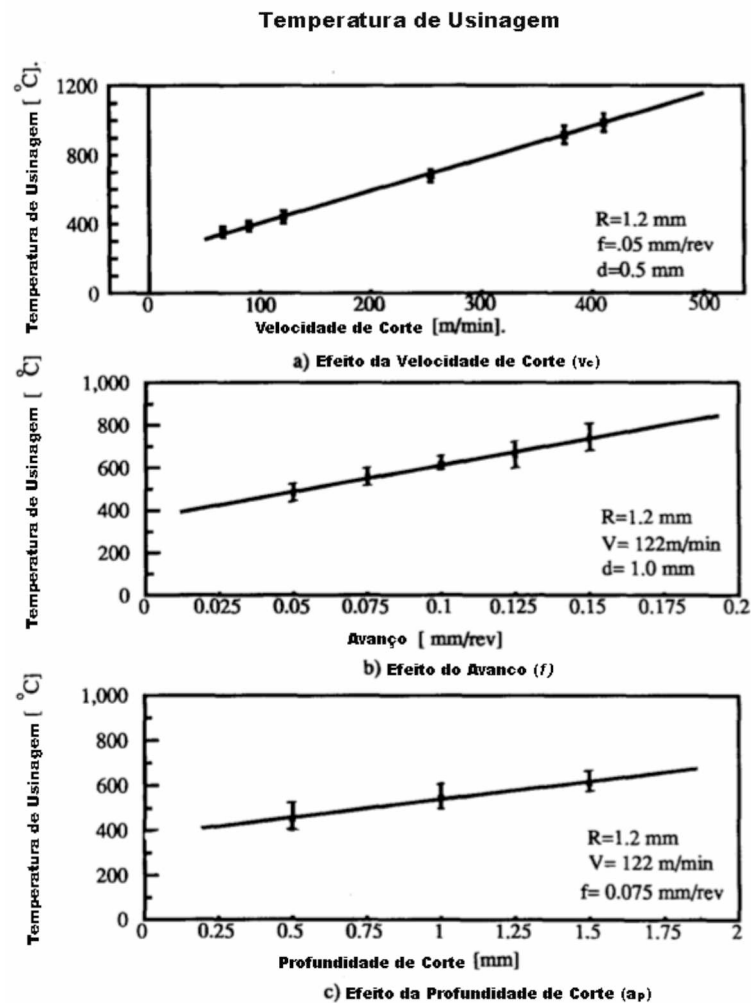 Temperatura de Usinagem
Temperatura de Usinagem [ °C].
1200
800
400
0
R=1.2 mm
f=.05 mm/rev
d=0.5 mm
0 100 200 300 400 500
Velocidade de Corte [m/min].
a) Efeito da Velocidade de Corte (vc)
Temperatura de Usinagem [ °C]
1,000
800
600
400
200
0
R=1.2 mm
V= 122m/min
d= 1.0 mm
0 0.025 0.05 0.075 0.1 0.125 0.15 0.175 0.2
Avanço [ mm/rev]
b) Efeito do Avanco (f)
Temperatura de Usinagem [ °C]
1,000
800
600
400
200
0
R=1.2 mm
V= 122 m/min
f= 0.075 mm/rev
0 0.25 0.5 0.75 1 1.25 1.5 1.75 2
Profundidade de Corte [mm]
c) Efeito da Profundidade de Corte (ap)